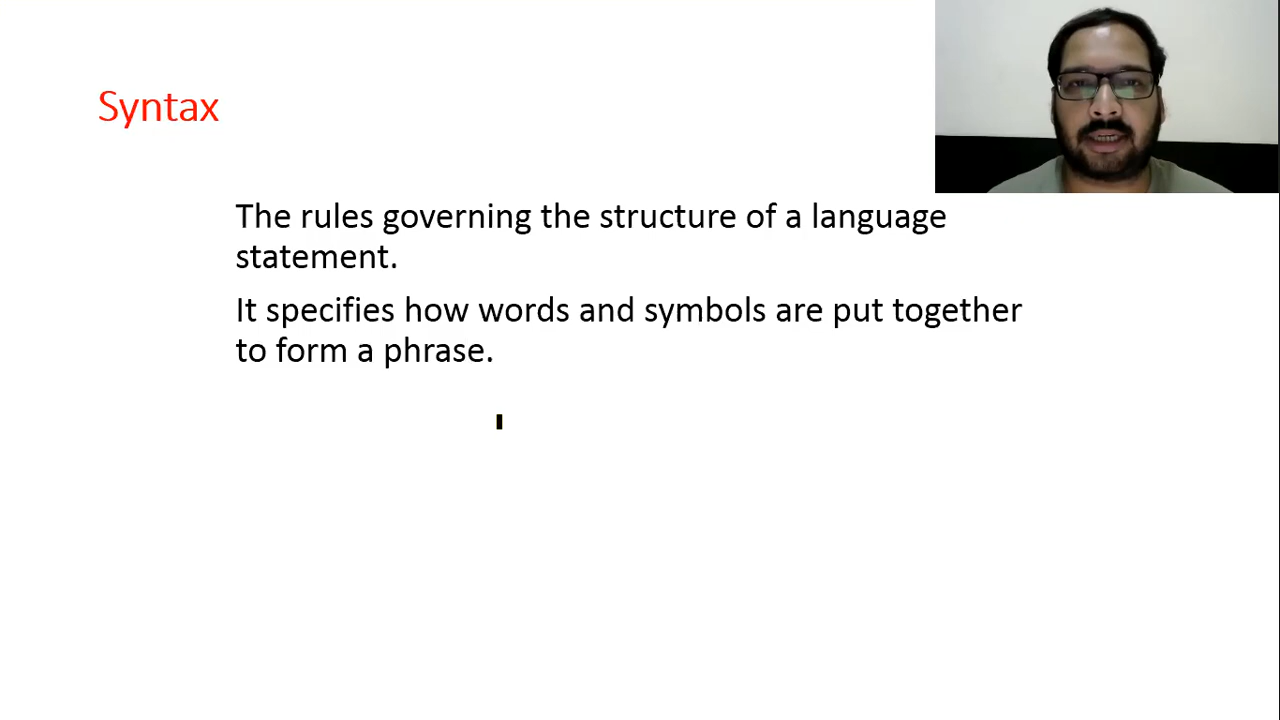 Syntax
The rules governing the structure of a language
statement.
It specifies how words and symbols are put together
to form a phrase.